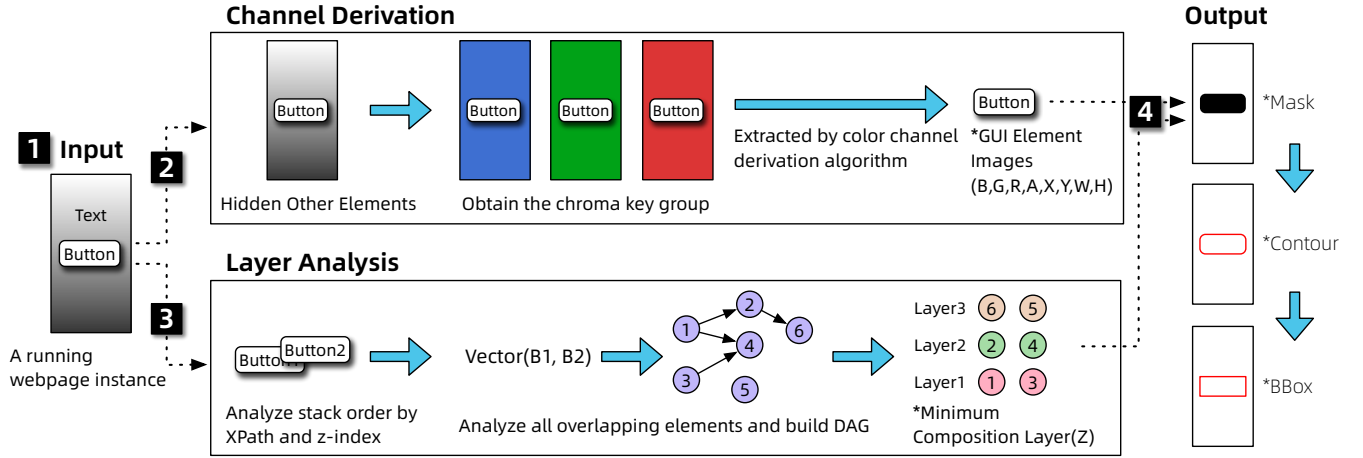 Channel Derivation
Output
1 Input
Text
Button
A running
webpage instance
2
3
Button
Hidden Other Elements
Button
Button
Button
Obtain the chroma key group
Extracted by color channel
derivation algorithm
Button
*GUI Element
Images
(B,G,R,A,X,Y,W,H)
4
*Mask
*Contour
*BBox
Layer Analysis
Button2
Analyze stack order by
XPath and z-index
Vector(B1, B2)
1
2
3
4
5
6
Analyze all overlapping elements and build DAG
Layer3 6 5
Layer2 2 4
Layer1 1 3
*Minimum
Composition Layer(Z)